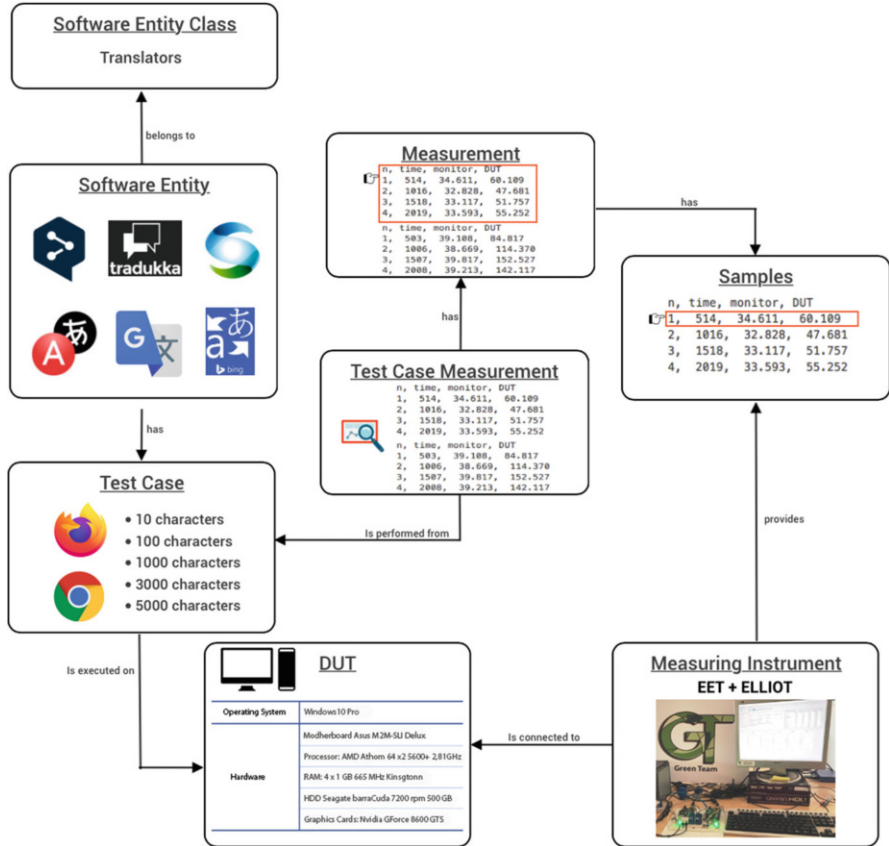 Software Entity Class
Translators
belongs to
Software Entity
tradukka
A あ
G 文
あ
a
bing
has
Test Case
• 10 characters
• 100 characters
• 1000 characters
• 3000 characters
• 5000 characters
Measurement
n, time, monitor, DUT
1, 514, 34.611, 60.109
2, 1016, 32.828, 47.681
3, 1518, 33.117, 51.757
4, 2019, 33.593, 55.252
n, time, monitor, DUT
1, 503, 39.108, 84.817
2, 1006, 38.669, 114.370
3, 1507, 39.817, 152.527
4, 2008, 39.213, 142.117
has
Samples
n, time, monitor, DUT
1, 514, 34.611, 60.109
2, 1016, 32.828, 47.681
3, 1518, 33.117, 51.757
4, 2019, 33.593, 55.252
has
Test Case Measurement
n, time, monitor, DUT
1, 514, 34.611, 60.109
2, 1016, 32.828, 47.681
3, 1518, 33.117, 51.757
4, 2019, 33.593, 55.252
n, time, monitor, DUT
1, 503, 39.108, 84.817
2, 1006, 38.669, 114.370
3, 1507, 39.817, 152.527
4, 2008, 39.213, 142.117
Is performed from
provides
Is executed on
DUT
Operating System Windows10 Pro
Hardware
Modherboard Asus M2M-SLI Delux
Processor: AMD Athom 64 x2 5600+ 2,81GHz
RAM: 4 x 1 GB 665 MHz Kinsgtonn
HDD Seagate barraCuda 7200 rpm 500 GB
Graphics Cards: Nvidia GForce 8600 GTS
Is connected to
Measuring Instrument
EET + ELLIOT
GT
Green Team